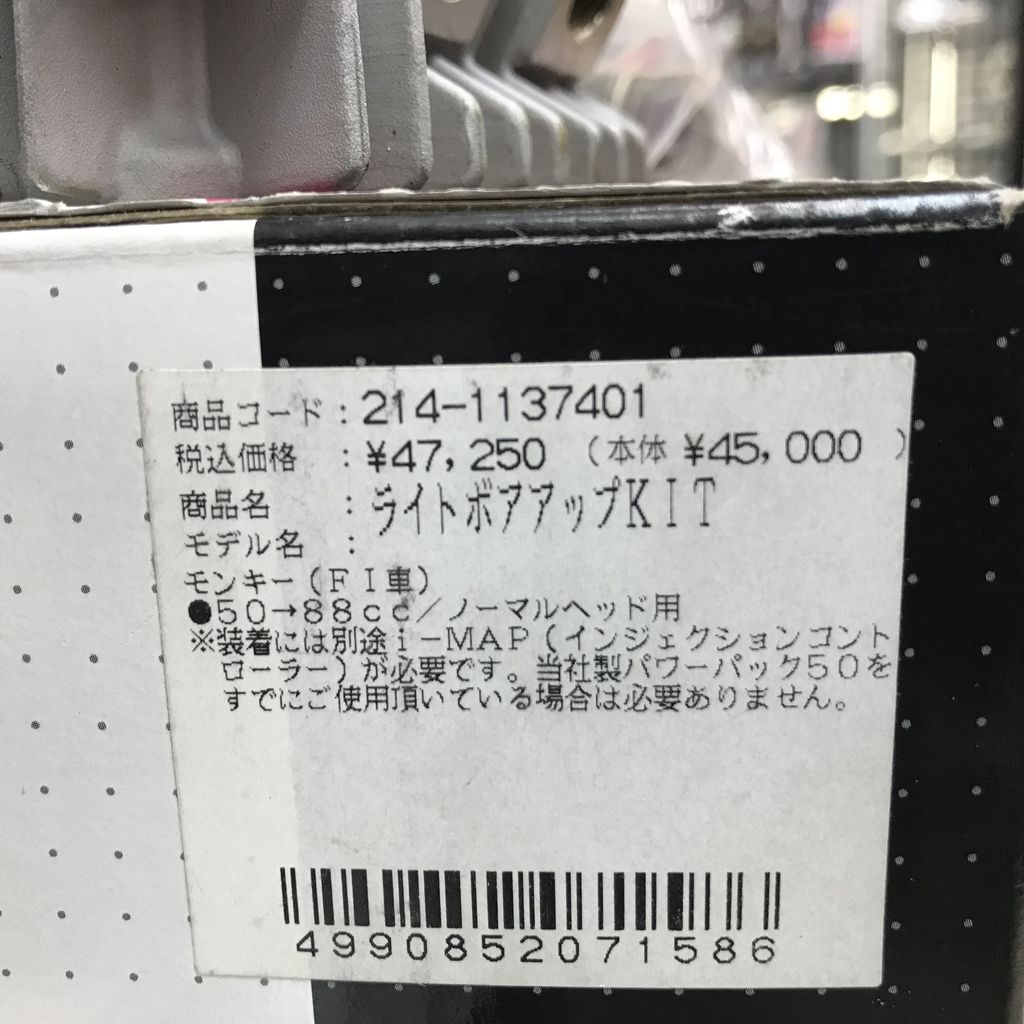 商品コード：214-1137401
税込価格　：¥47,250　（本体 ¥45,000　）
商品名　　：ライトボアアップKIT
モデル名　：
モンキー（ＦＩ車）
●５０→８８ｃｃ／ノーマルヘッド用
※装着には別途ｉ－ＭＡＰ（インジェクションコント
ローラー）が必要です。当社製パワーパック５０を
すでにご使用頂いている場合は必要ありません。
4990852071586